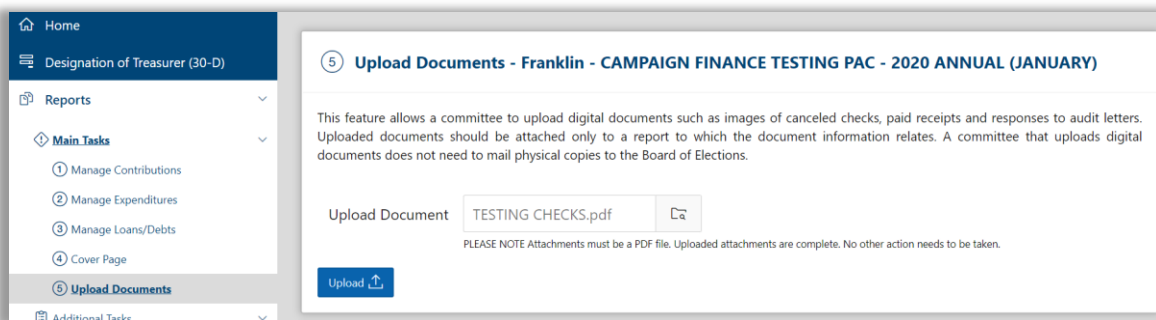 Home
Designation of Treasurer (30-D)
Reports
Main Tasks
1 Manage Contributions
2 Manage Expenditures
3 Manage Loans/Debts
4 Cover Page
5 Upload Documents
Additional Tasks
5 Upload Documents - Franklin - CAMPAIGN FINANCE TESTING PAC - 2020 ANNUAL (JANUARY)
This feature allows a committee to upload digital documents such as images of canceled checks, paid receipts and responses to audit letters.
Uploaded documents should be attached only to a report to which the document information relates. A committee that uploads digital
documents does not need to mail physical copies to the Board of Elections.
Upload Document TESTING CHECKS.pdf
PLEASE NOTE Attachments must be a PDF file. Uploaded attachments are complete. No other action needs to be taken.
Upload